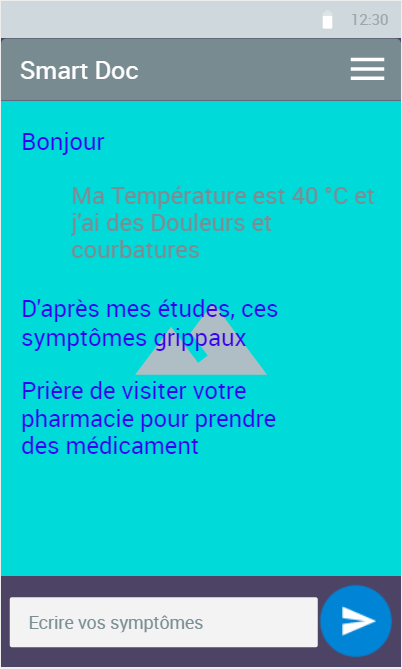 12:30
Smart Doc
Bonjour
Ma Température est 40 °C et
j'ai des Douleurs et
courbatures
D'après mes études, ces
symptômes grippaux
Prière de visiter votre
pharmacie pour prendre
des médicament
Ecrire vos symptômes